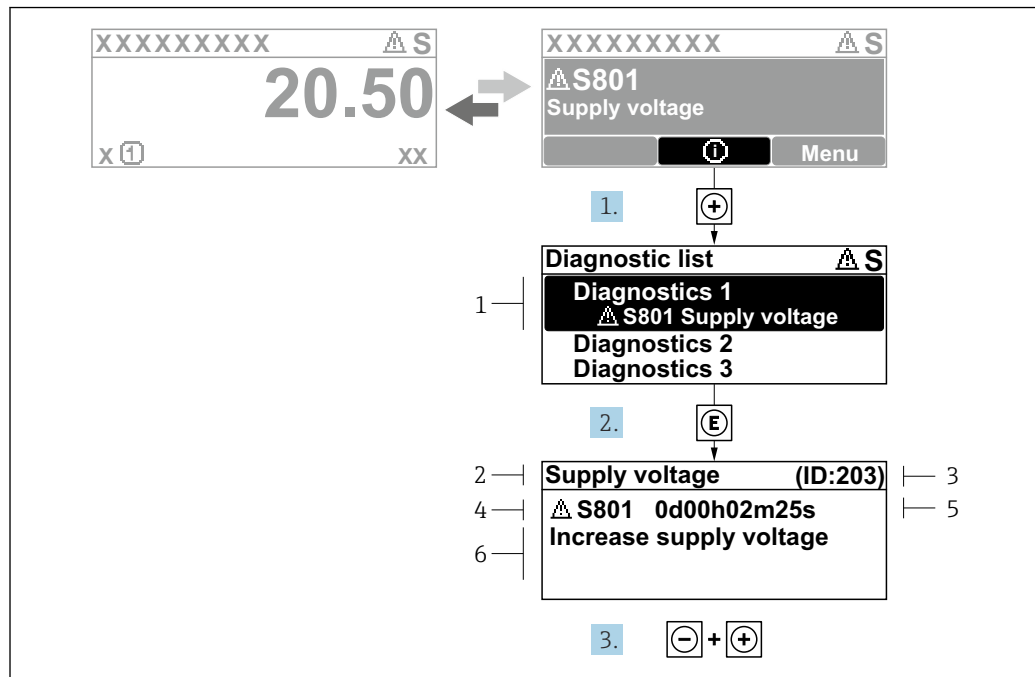 XXXXXXXXX ⚠ S
20.50
X ① XX
XXXXXXXXX ⚠ S
⚠S801
Supply voltage
ⓘ Menu
1. +
Diagnostic list ⚠ S
1
Diagnostics 1
⚠ S801 Supply voltage
Diagnostics 2
Diagnostics 3
2. E
2 Supply voltage (ID:203) 3
4 ⚠ S801 0d00h02m25s 5
6 Increase supply voltage
3. − + +